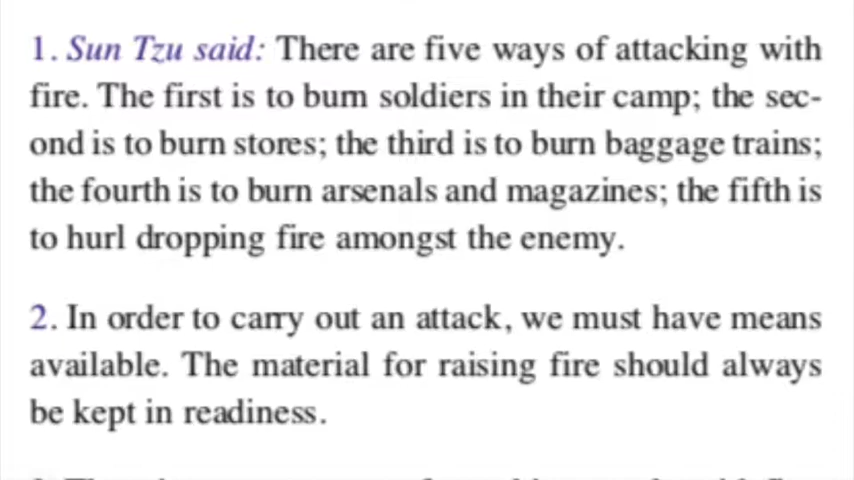 1. Sun Tzu said: There are five ways of attacking with
fire. The first is to burn soldiers in their camp; the sec-
ond is to burn stores; the third is to burn baggage trains;
the fourth is to burn arsenals and magazines; the fifth is
to hurl dropping fire amongst the enemy.
2. In order to carry out an attack, we must have means
available. The material for raising fire should always
be kept in readiness.